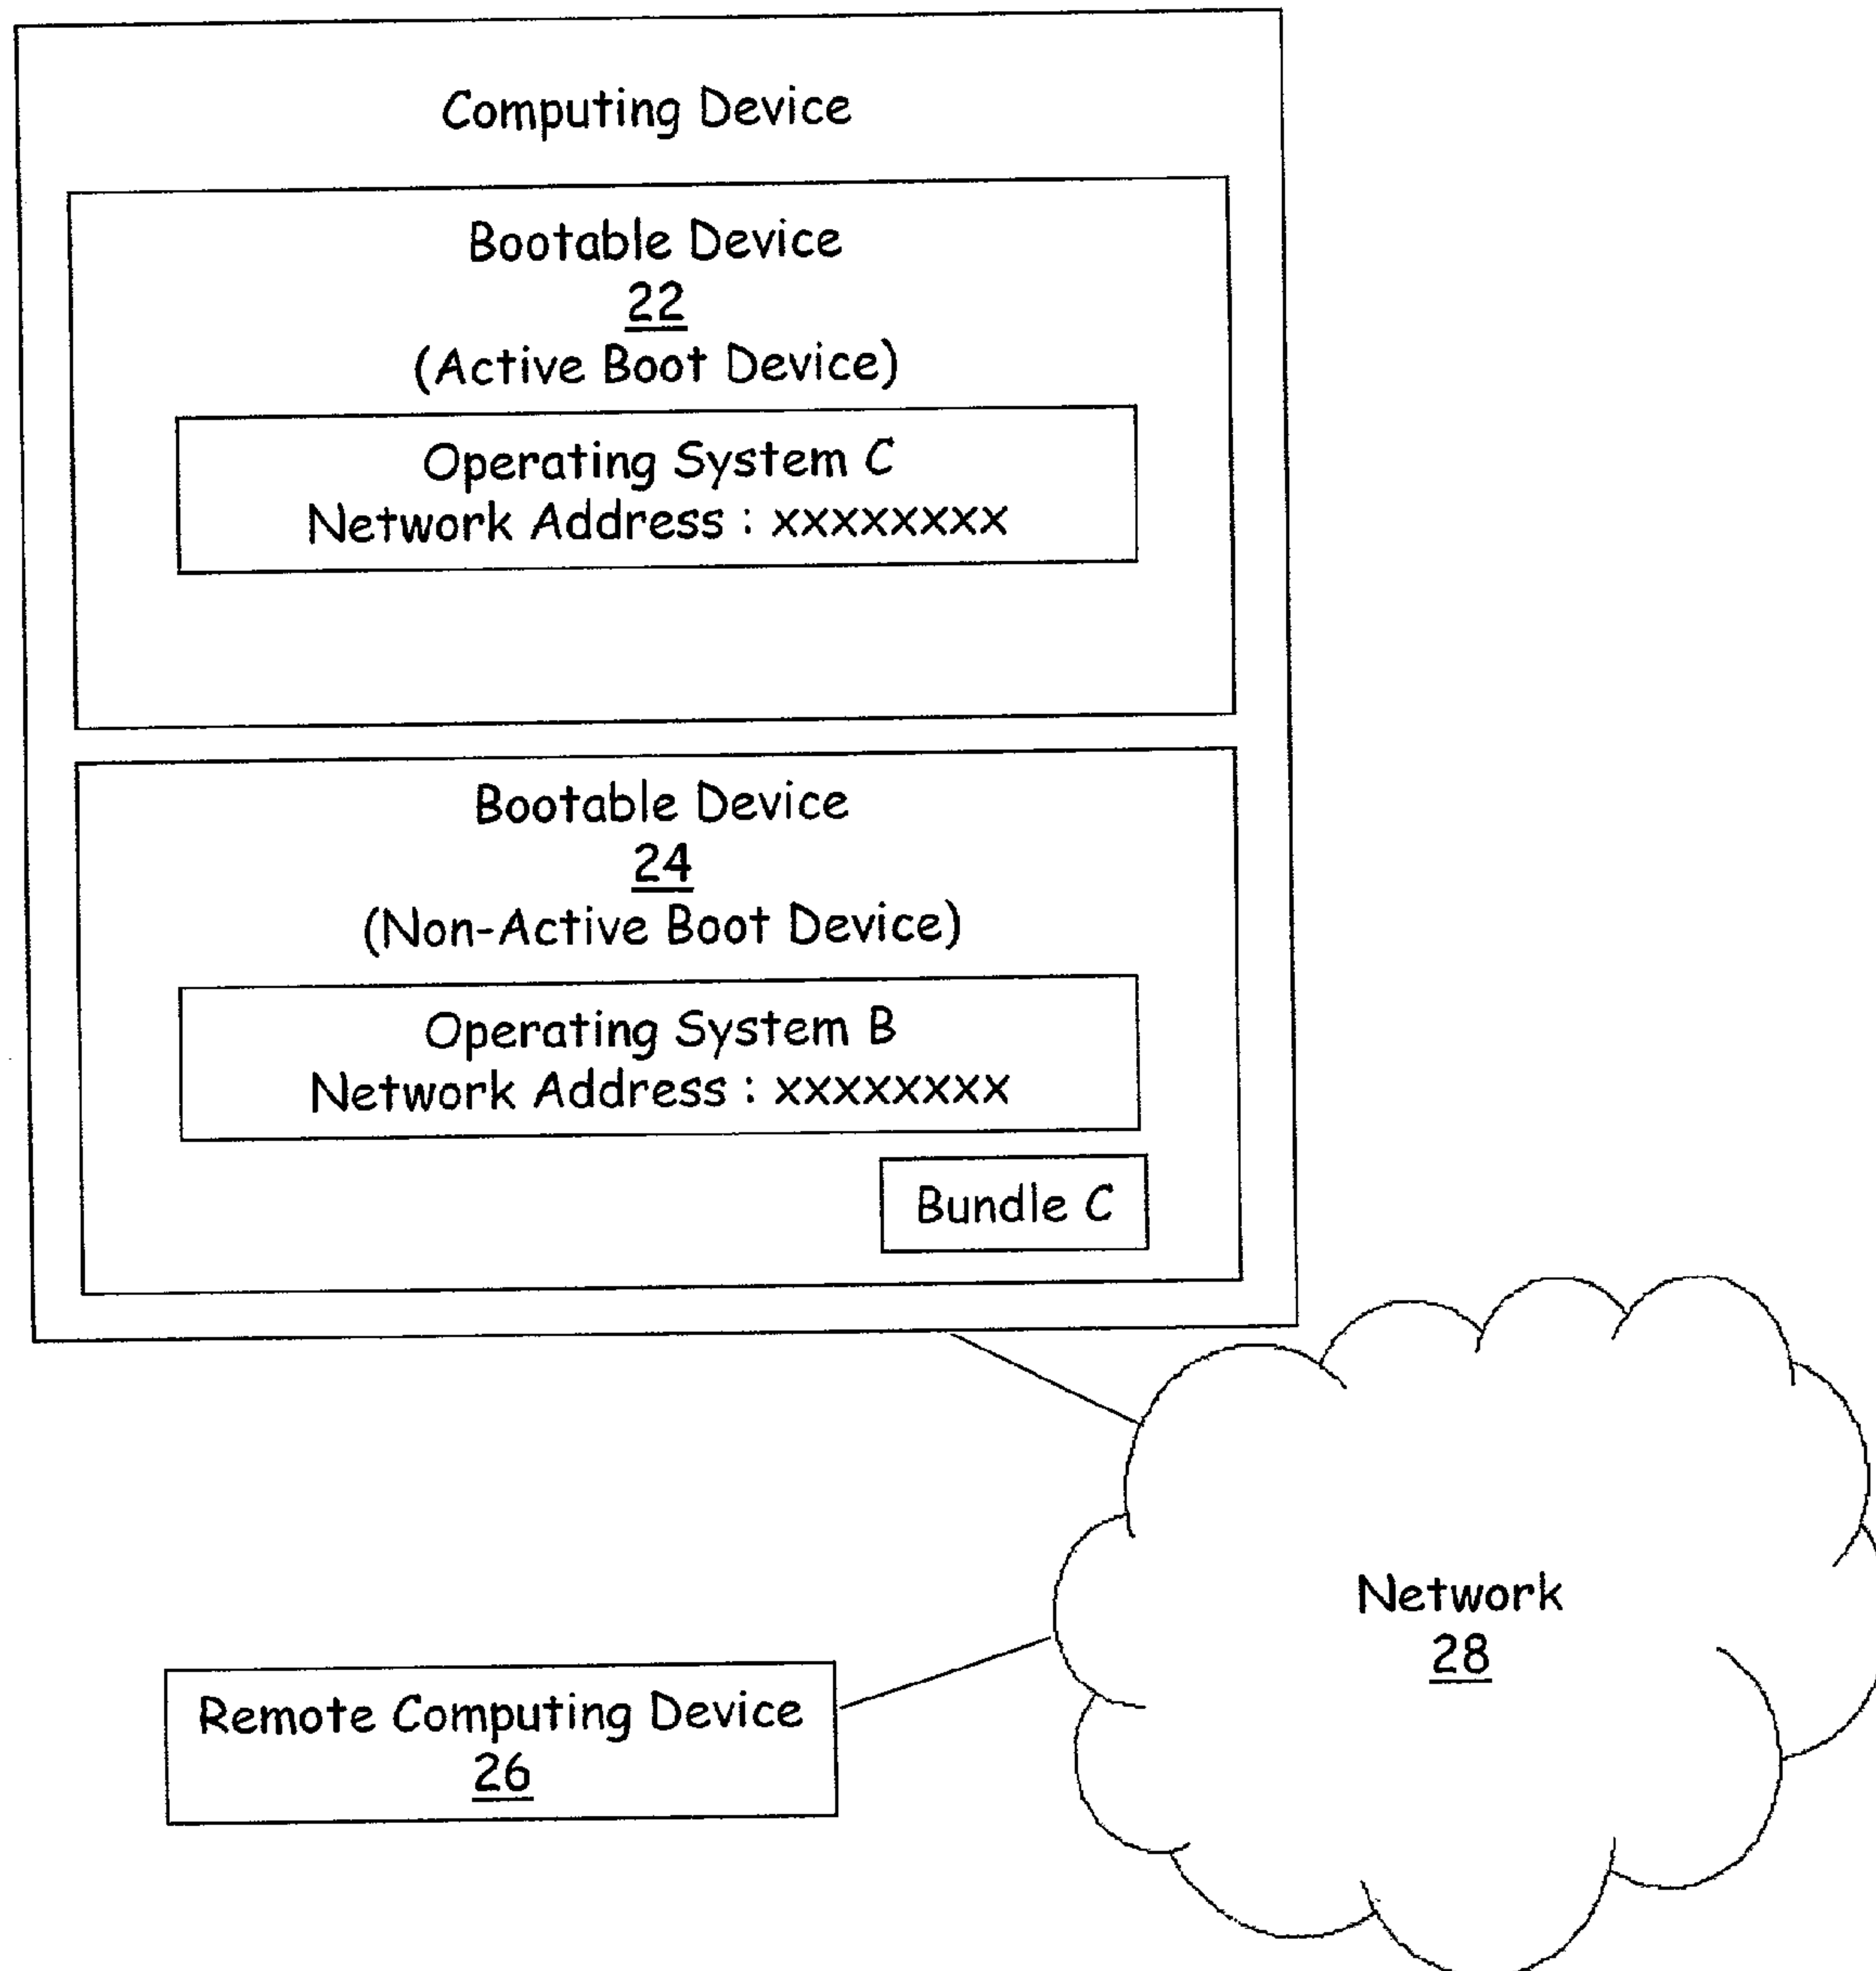 Computing Device
Bootable Device
22
(Active Boot Device)
Operating System C
Network Address : xxxxxxxx
Bootable Device
24
(Non-Active Boot Device)
Operating System B
Network Address : xxxxxxxx
Bundle C
Network
28
Remote Computing Device
26